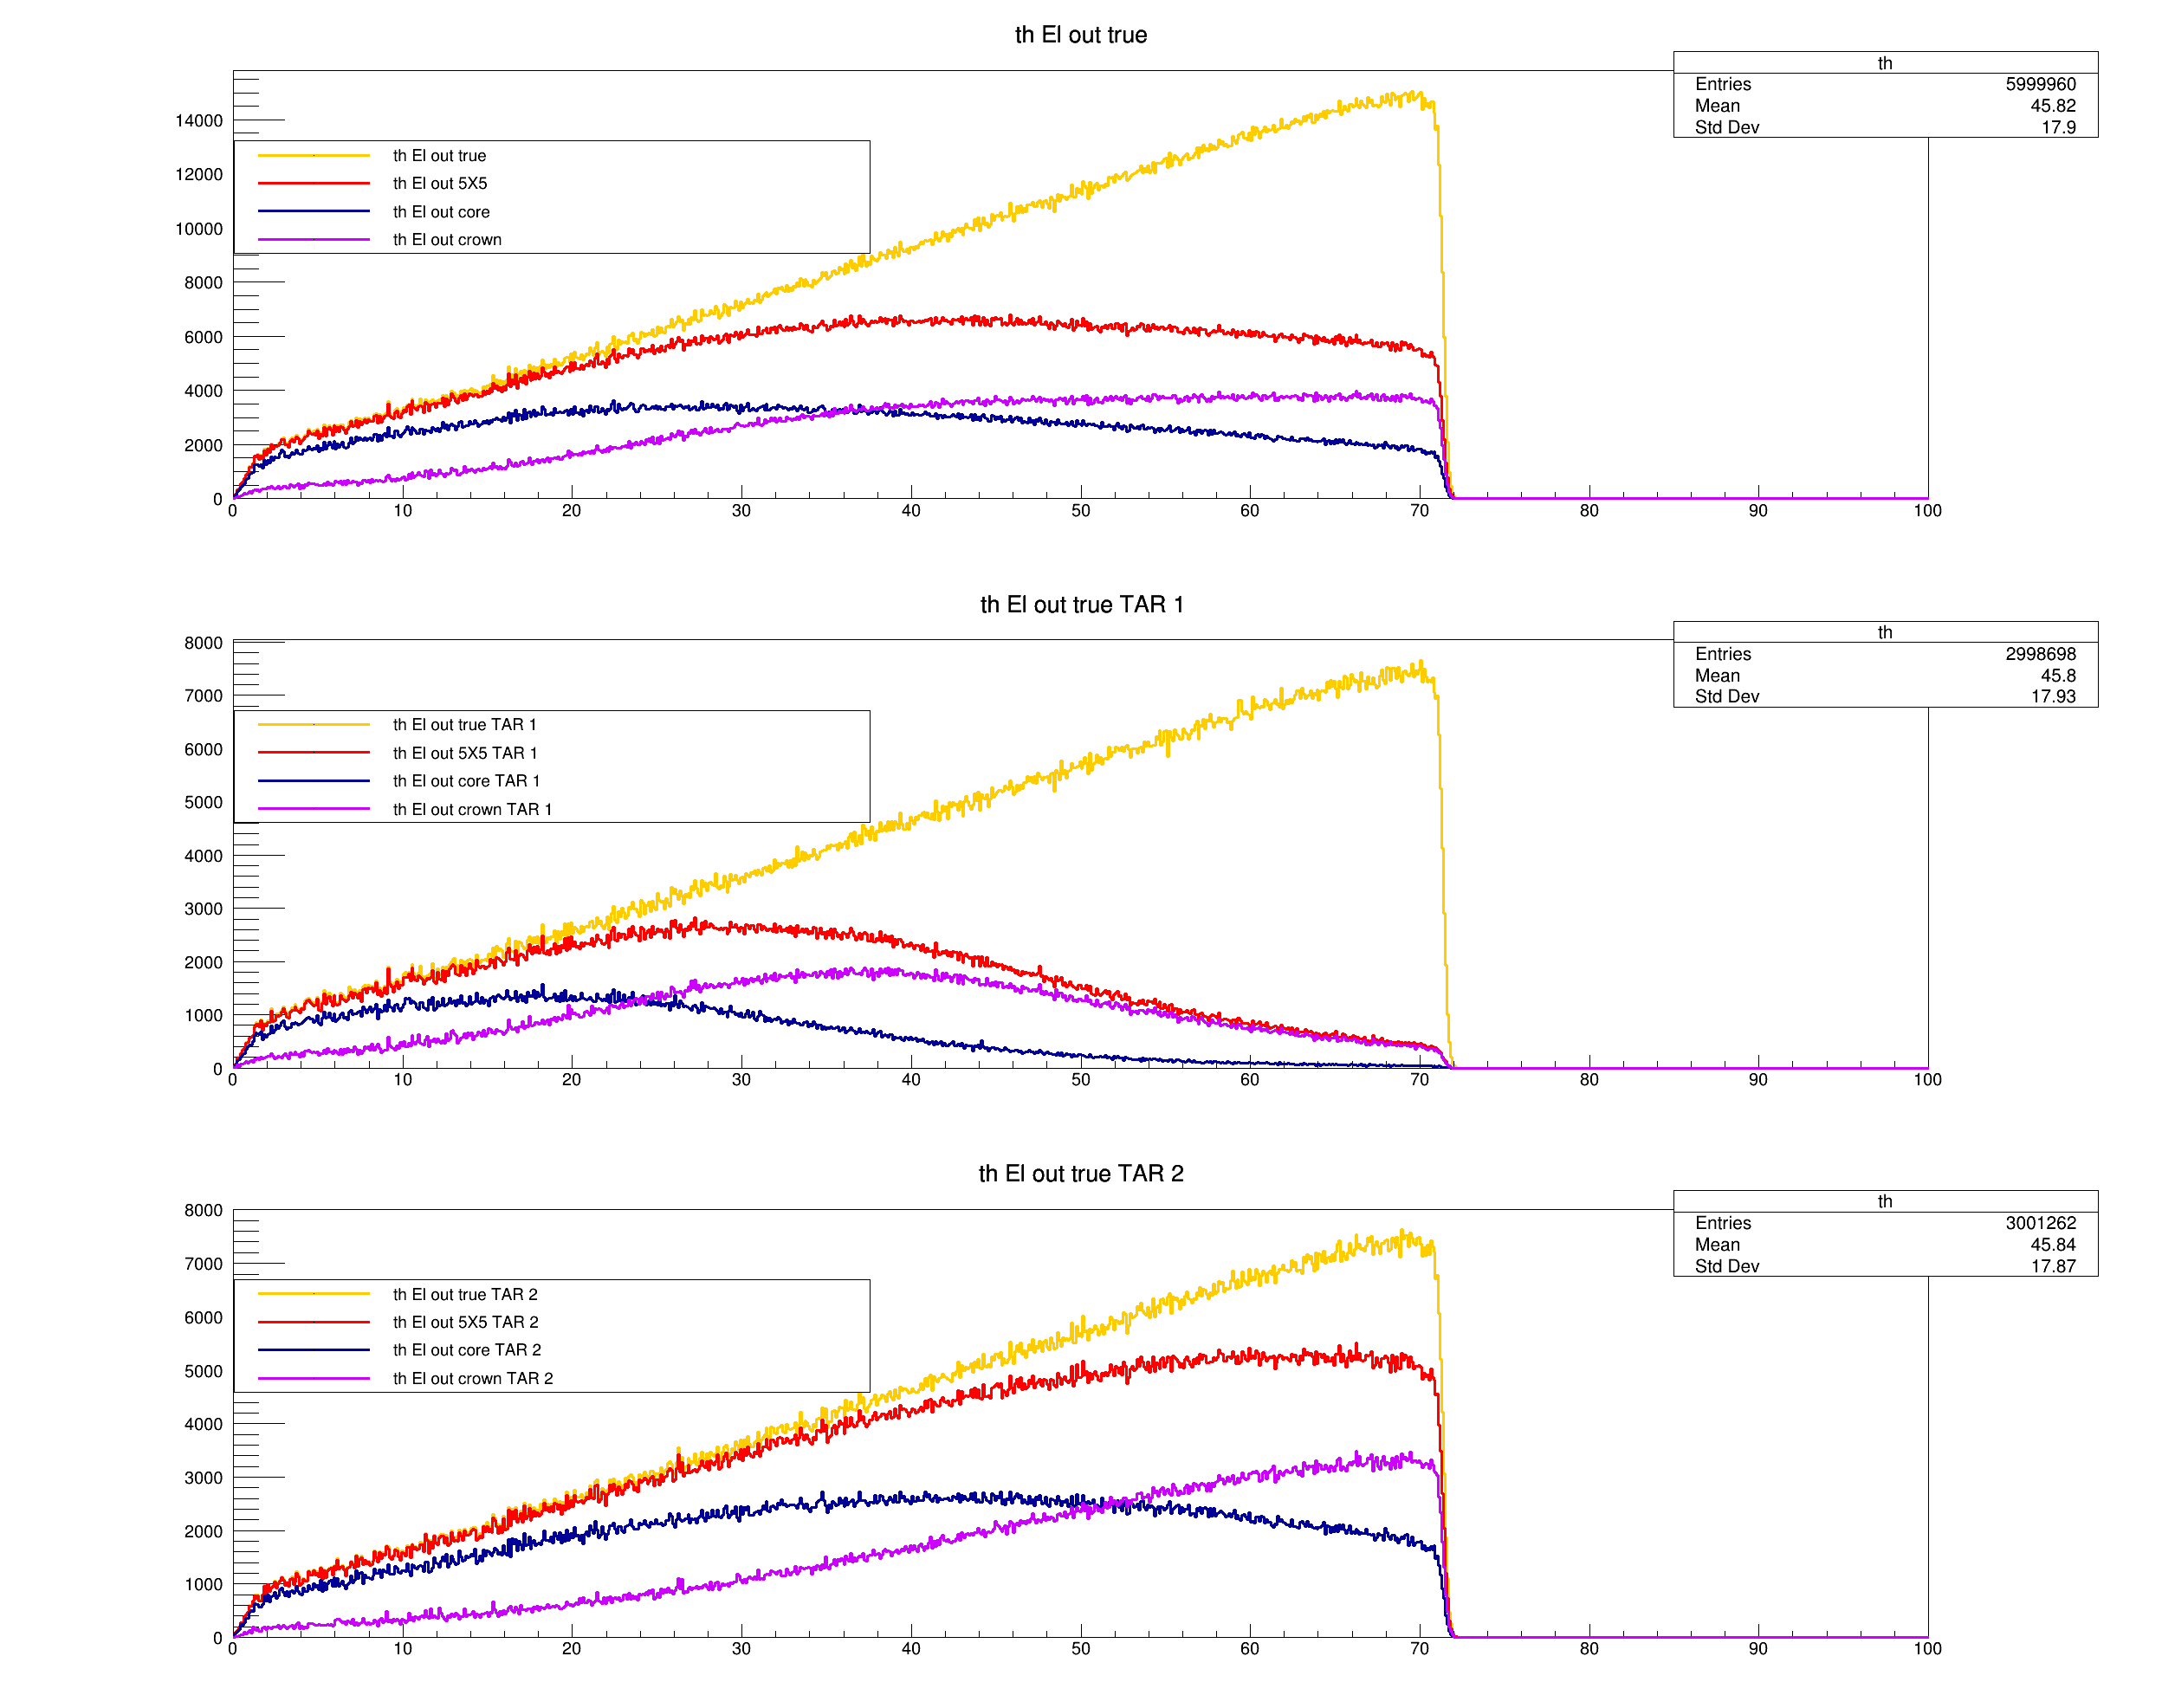 th El out true
th
Entries 5999960
Mean 45.82
Std Dev 17.9
14000
12000
10000
8000
6000
4000
2000
0
th El out true
th El out 5X5
th El out core
th El out crown
0 10 20 30 40 50 60 70 80 90 100
th El out true TAR 1
th
Entries 2998698
Mean 45.8
Std Dev 17.93
8000
7000
6000
5000
4000
3000
2000
1000
0
th El out true TAR 1
th El out 5X5 TAR 1
th El out core TAR 1
th El out crown TAR 1
0 10 20 30 40 50 60 70 80 90 100
th El out true TAR 2
th
Entries 3001262
Mean 45.84
Std Dev 17.87
8000
7000
6000
5000
4000
3000
2000
1000
0
th El out true TAR 2
th El out 5X5 TAR 2
th El out core TAR 2
th El out crown TAR 2
0 10 20 30 40 50 60 70 80 90 100